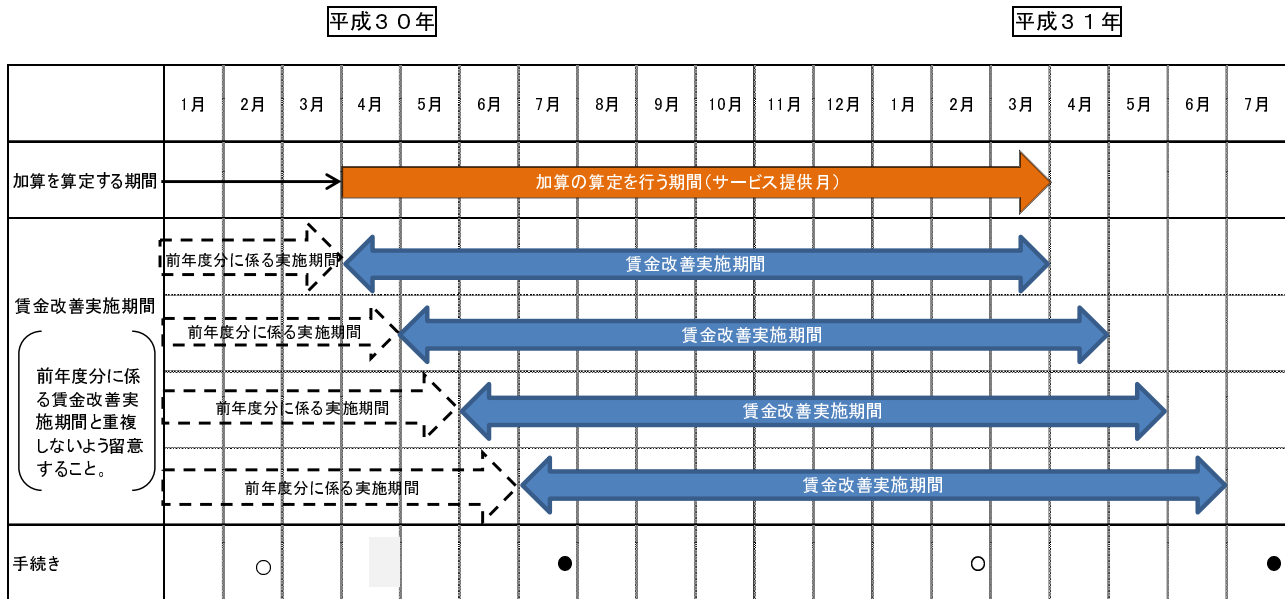 平成３０年
平成３１年
1月 2月 3月 4月 5月 6月 7月 8月 9月 10月 11月 12月 1月 2月 3月 4月 5月 6月 7月
加算を算定する期間
加算の算定を行う期間（サービス提供月）
賃金改善実施期間
前年度分に係
る賃金改善実
施期間と重複
しないよう留意
すること。
前年度分に係る実施期間
賃金改善実施期間
前年度分に係る実施期間
賃金改善実施期間
前年度分に係る実施期間
賃金改善実施期間
前年度分に係る実施期間
賃金改善実施期間
手続き
○ ● ○ ●